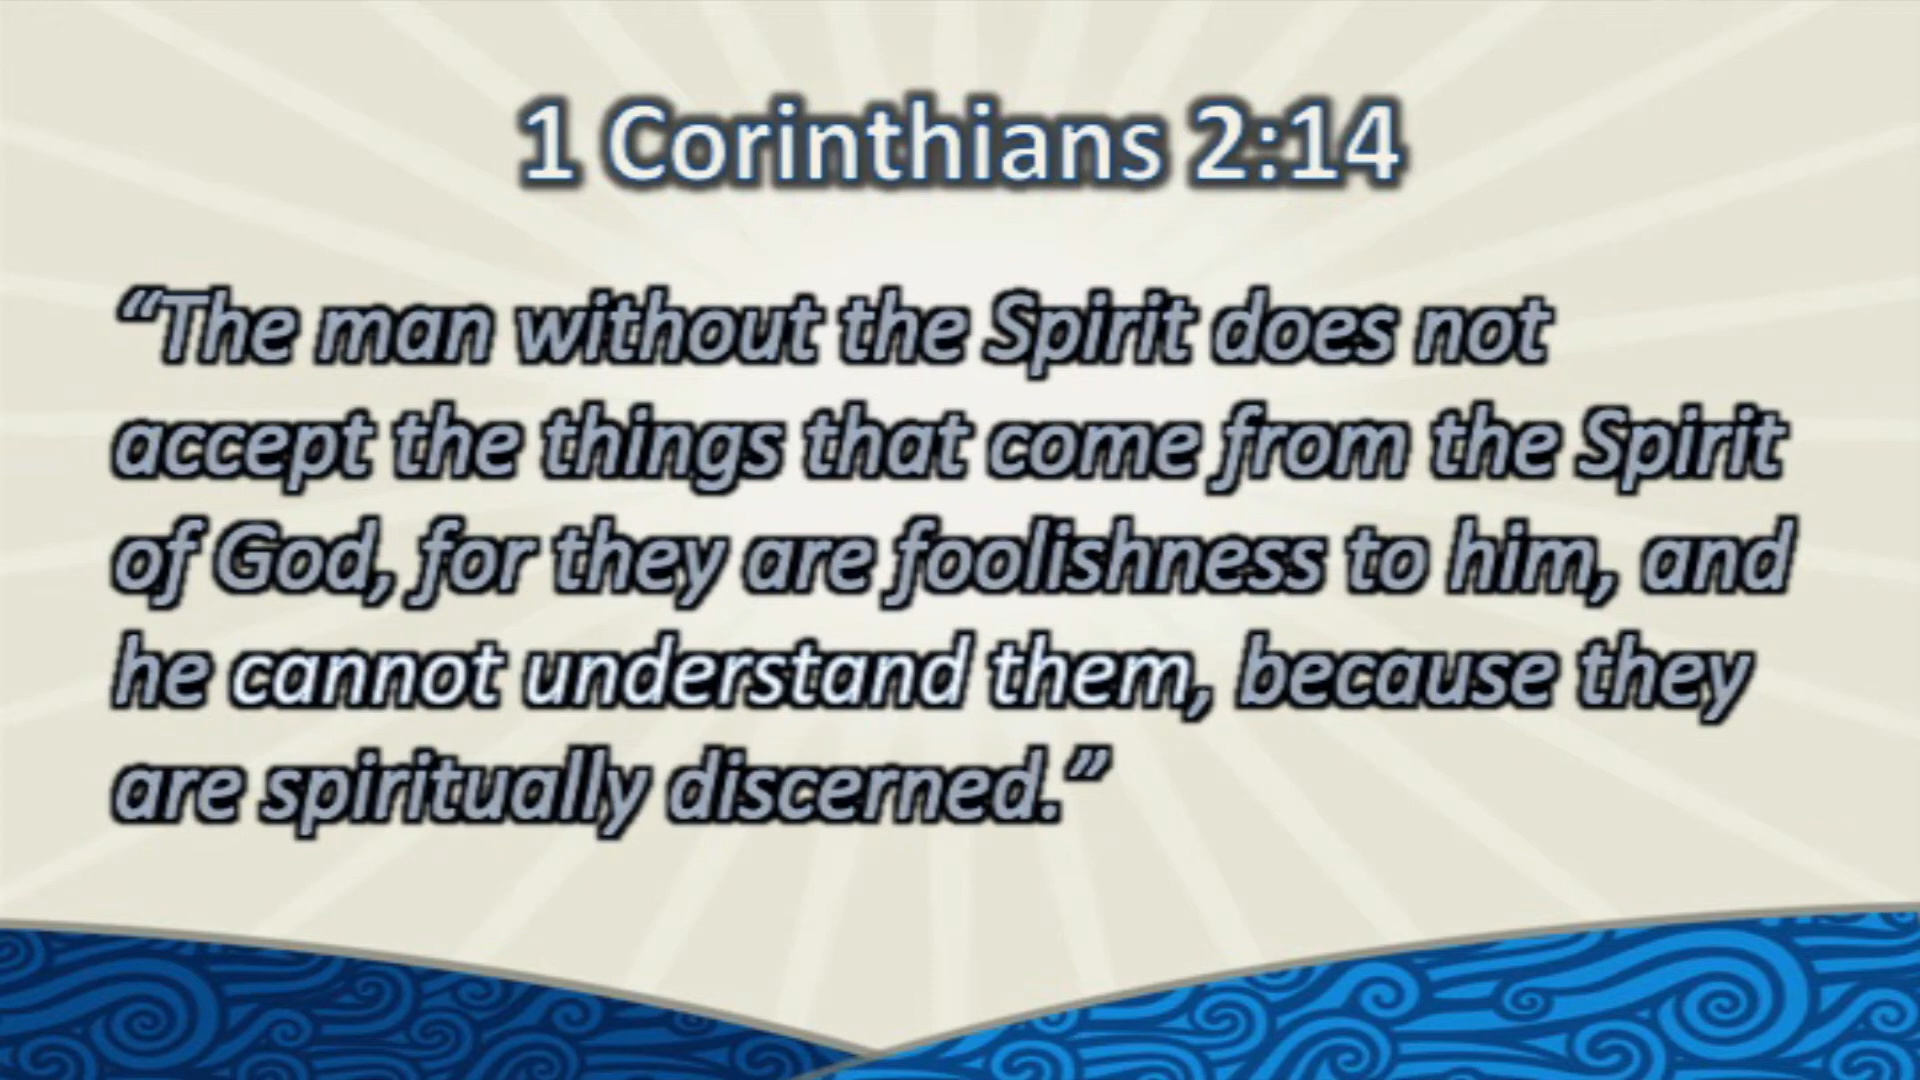 1 Corinthians 2:14
“The man without the Spirit does not
accept the things that come from the Spirit
of God, for they are foolishness to him, and
he cannot understand them, because they
are spiritually discerned.”